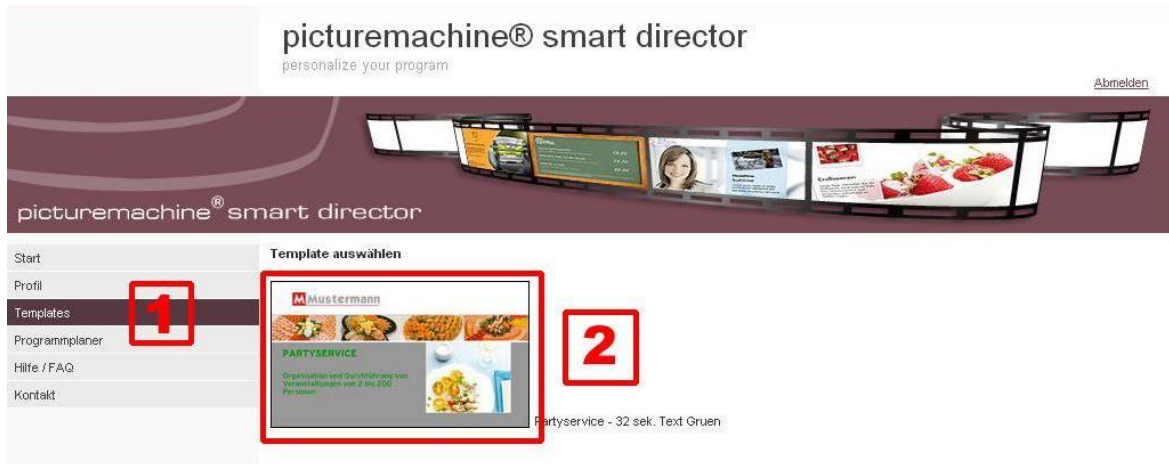 picturemachine® smart director
personalize your program
Abmelden
Headline
Erdbeeren
picturemachine® smart director
Start
Profil
Templates
Programmplaner
Hilfe / FAQ
Kontakt
1
Template auswählen
M Mustermann
PARTYSERVICE
Organisation und Durchführung von
Veranstaltungen von 2 bis 200
Personen
2
Partyservice - 32 sek. Text Gruen